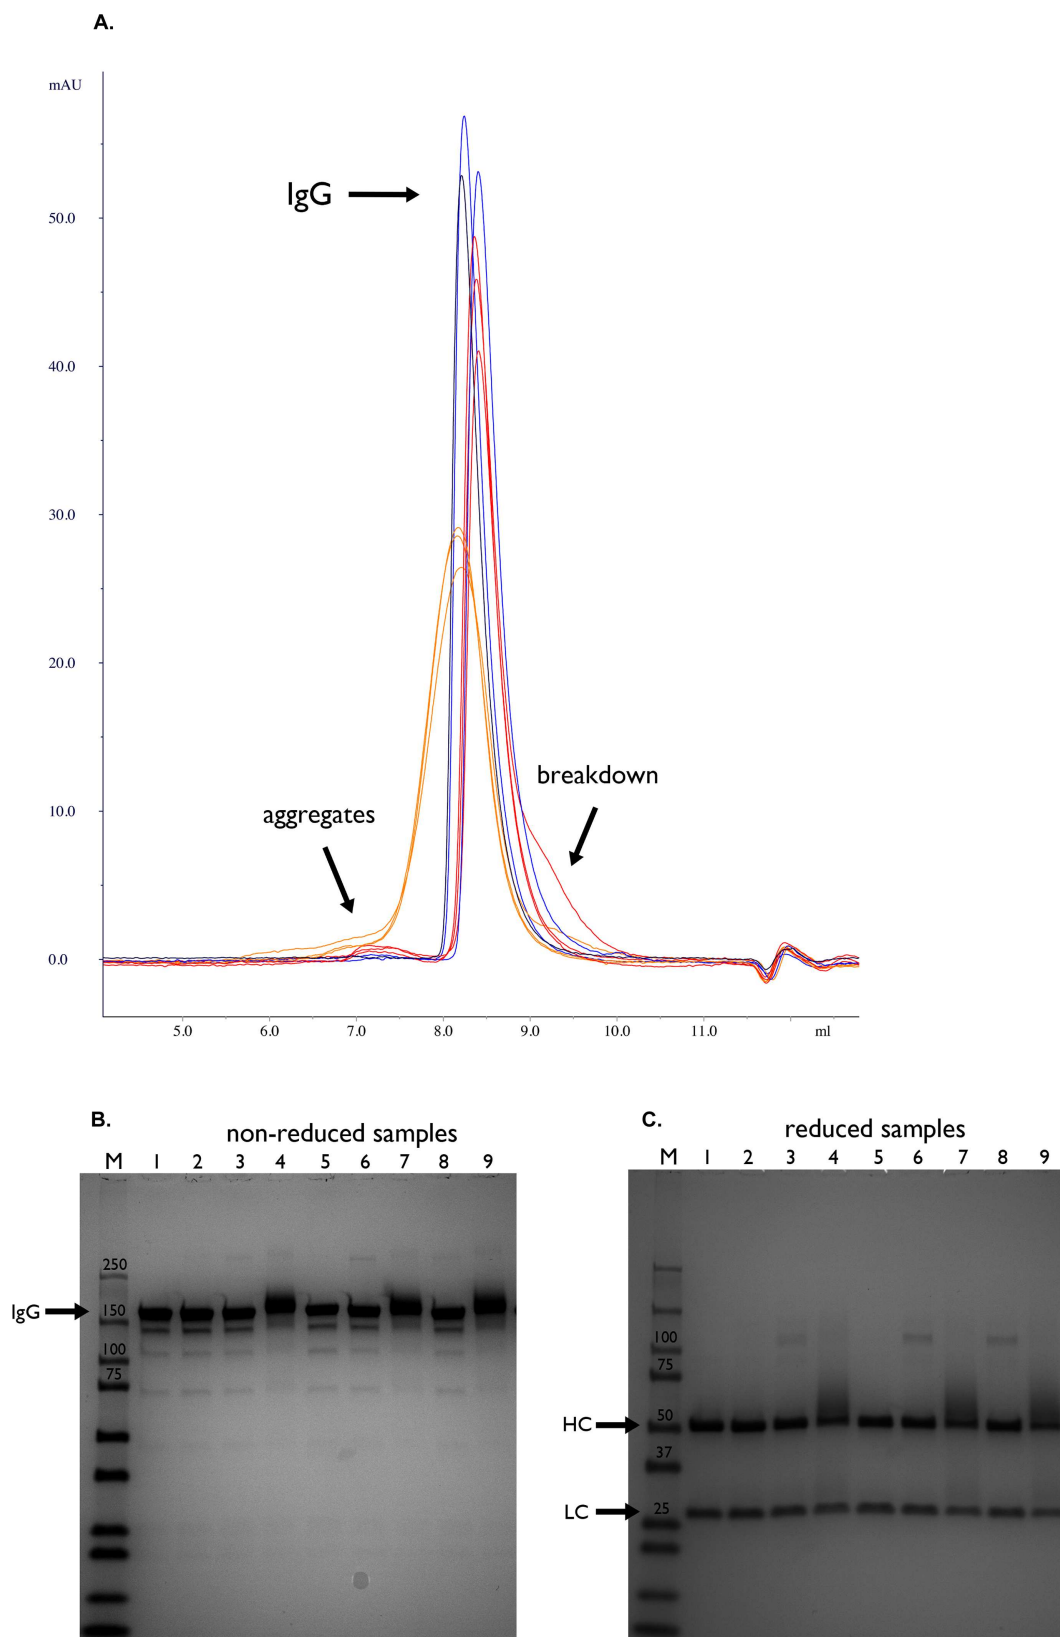 A.
mAU
IgG
50.0
40.0
30.0
20.0
breakdown
10.0
aggregates
0.0
5.0 6.0 7.0 8.0 9.0 10.0 11.0 ml
B.
non-reduced samples
M 1 2 3 4 5 6 7 8 9
250
IgG
150
100
75
C.
reduced samples
M 1 2 3 4 5 6 7 8 9
100
75
HC
50
37
LC
25